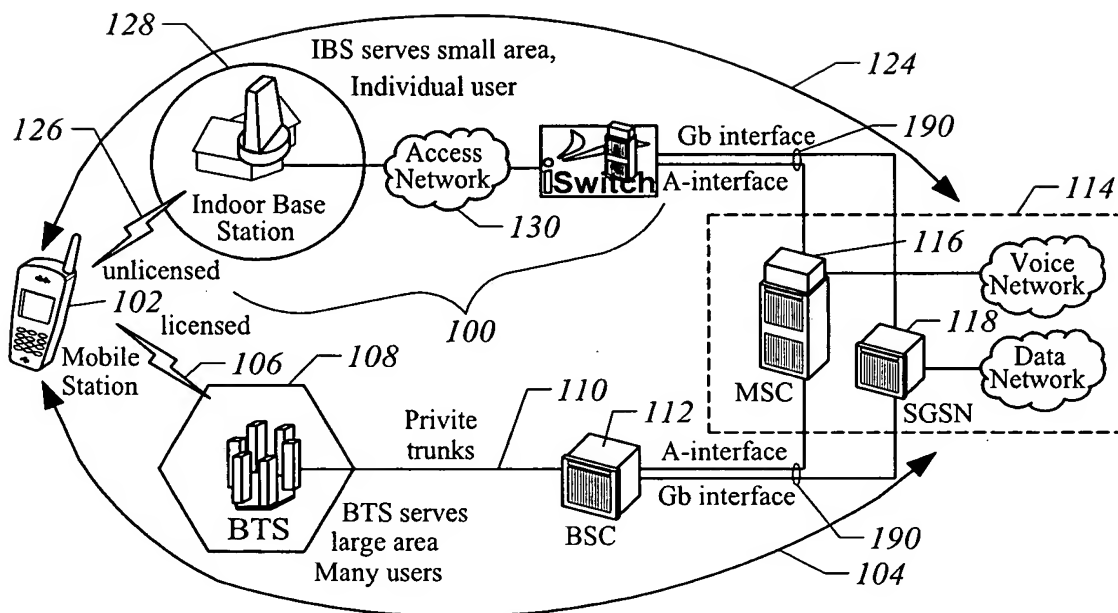 128
IBS serves small area,
Individual user
124
126
Gb interface
190
Access
Network
iSwitch
A-interface
114
Indoor Base
Station
130
116
unlicensed
Voice
Network
102
licensed
100
118
Mobile
Station
106
108
110
112
MSC
Data
Network
SGSN
Privite
trunks
A-interface
Gb interface
BTS
BTS serves
large area
Many users
BSC
190
104